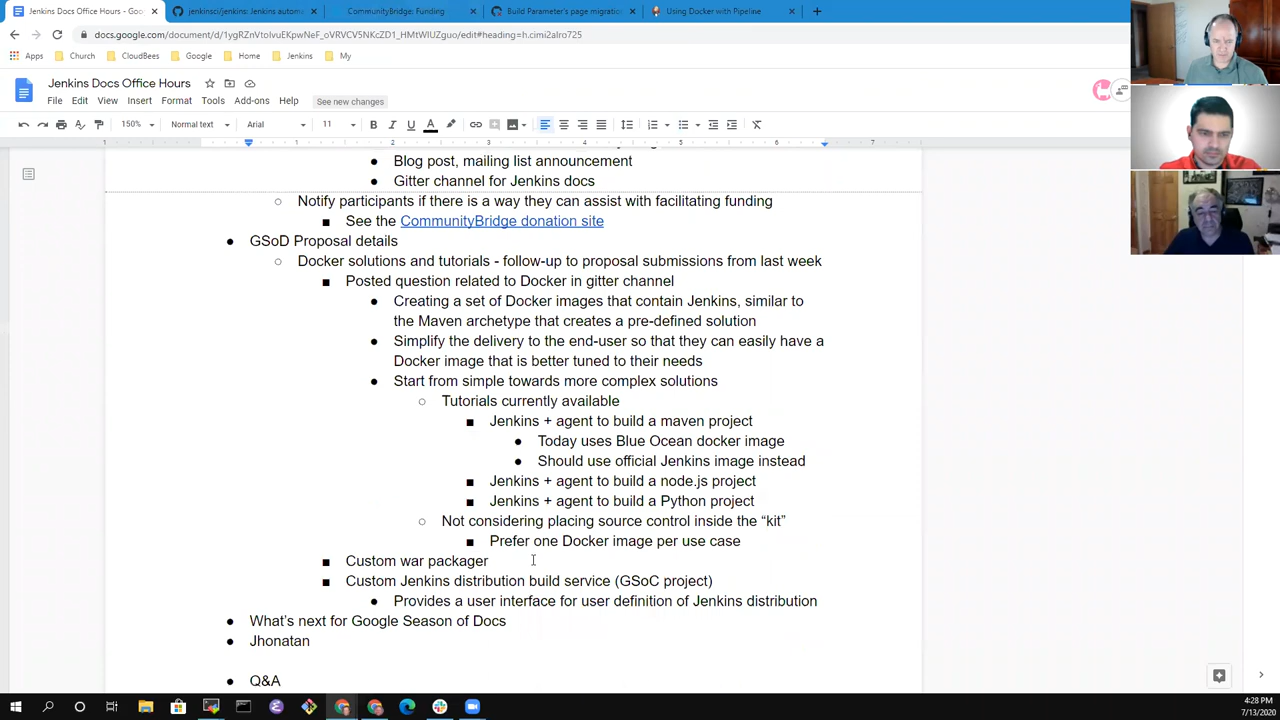 Jenkins Docs Office Hours - Goo
jenkinsci/jenkins: Jenkins autom
CommunityBridge: Funding
Build Parameter's page migration
Using Docker with Pipeline
docs.google.com/document/d/1ygRZnVtoIvuEKpwNeF_oVRVCV5NKcZD1_HMtWIUZguo/edit#heading=h.cimi2alro725
Apps
Church
CloudBees
Google
Home
Jenkins
My
Jenkins Docs Office Hours
File Edit View Insert Format Tools Add-ons Help See new changes
150% Normal text Arial 11 B I U A
1 1 2 3 4 5 6 7
Blog post, mailing list announcement
Gitter channel for Jenkins docs
Notify participants if there is a way they can assist with facilitating funding
See the CommunityBridge donation site
GSoD Proposal details
Docker solutions and tutorials - follow-up to proposal submissions from last week
Posted question related to Docker in gitter channel
Creating a set of Docker images that contain Jenkins, similar to
the Maven archetype that creates a pre-defined solution
Simplify the delivery to the end-user so that they can easily have a
Docker image that is better tuned to their needs
Start from simple towards more complex solutions
Tutorials currently available
Jenkins + agent to build a maven project
Today uses Blue Ocean docker image
Should use official Jenkins image instead
Jenkins + agent to build a node.js project
Jenkins + agent to build a Python project
Not considering placing source control inside the “kit”
Prefer one Docker image per use case
Custom war packager
Custom Jenkins distribution build service (GSoC project)
Provides a user interface for user definition of Jenkins distribution
What’s next for Google Season of Docs
Jhonatan
Q&A
4:28 PM
7/13/2020